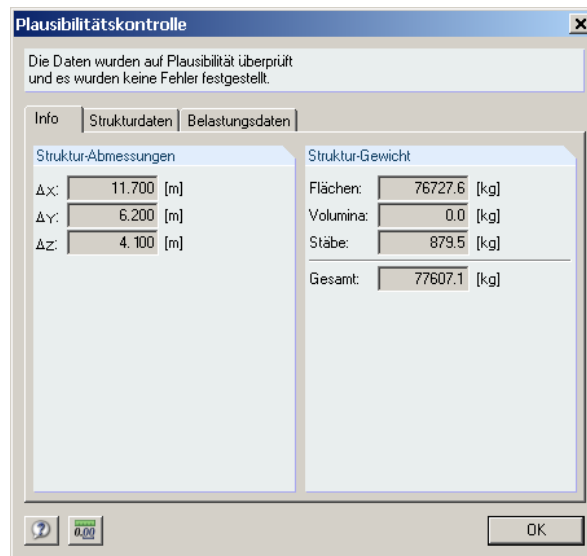 Plausibilitätskontrolle
Die Daten wurden auf Plausibilität überprüft
und es wurden keine Fehler festgestellt.
Info Strukturdaten Belastungsdaten
Struktur-Abmessungen
ΔX: 11.700 [m]
ΔY: 6.200 [m]
ΔZ: 4.100 [m]
Struktur-Gewicht
Flächen: 76727.6 [kg]
Volumina: 0.0 [kg]
Stäbe: 879.5 [kg]
Gesamt: 77607.1 [kg]
0.00 OK